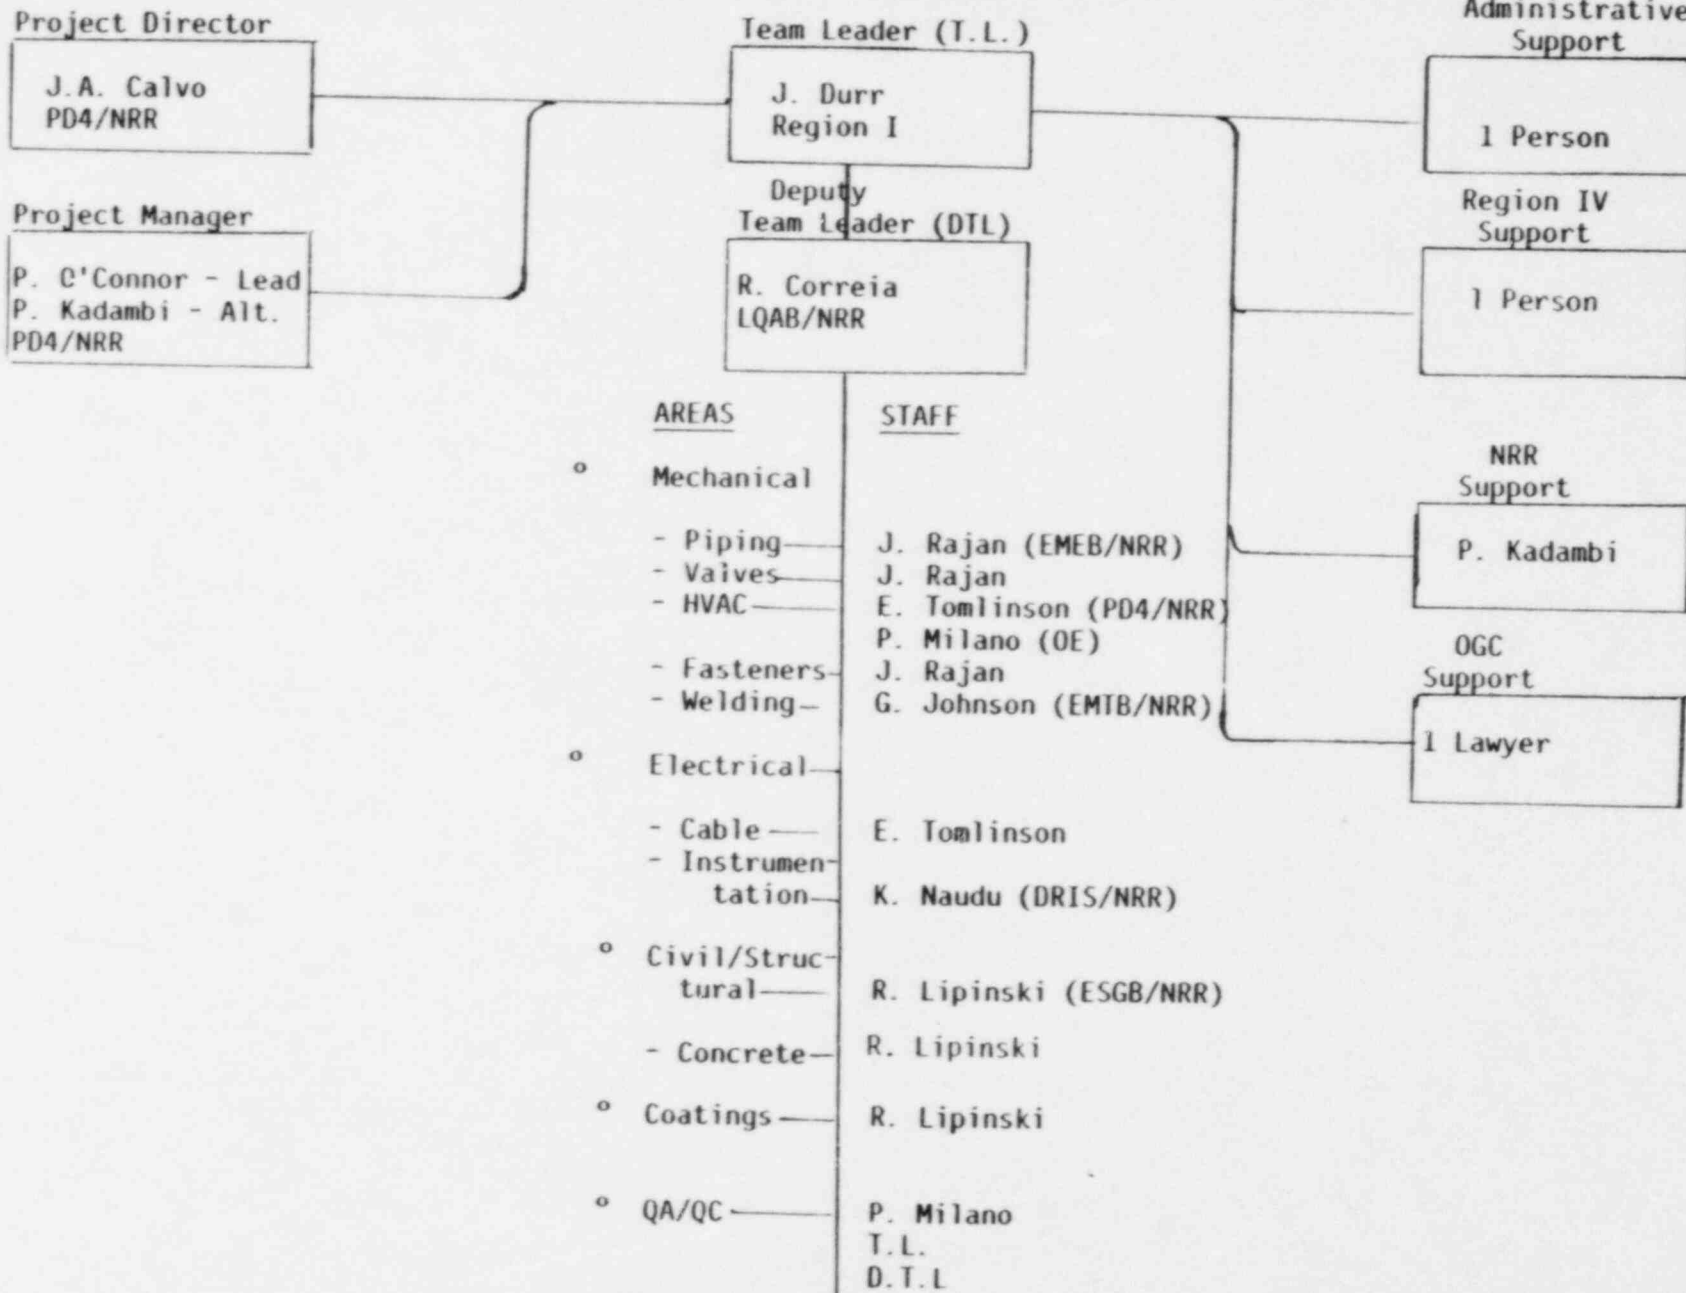 Project Director
J.A. Calvo
PD4/NRR
Project Manager
P. O'Connor - Lead
P. Kadambi - Alt.
PD4/NRR
Team Leader (T.L.)
J. Durr
Region I
Deputy
Team Leader (DTL)
R. Correia
LQAB/NRR
Administrative
Support
1 Person
Region IV
Support
1 Person
NRR
Support
P. Kadambi
OGC
Support
1 Lawyer
AREAS STAFF
o Mechanical
- Piping J. Rajan (EMEB/NRR)
- Valves J. Rajan
- HVAC E. Tomlinson (PD4/NRR)
P. Milano (OE)
- Fasteners J. Rajan
- Welding G. Johnson (EMTB/NRR)
o Electrical
- Cable E. Tomlinson
- Instrumen-
tation K. Naudu (DRIS/NRR)
o Civil/Struc-
tural R. Lipinski (ESGB/NRR)
- Concrete R. Lipinski
o Coatings R. Lipinski
o QA/QC P. Milano
T.L.
D.T.L